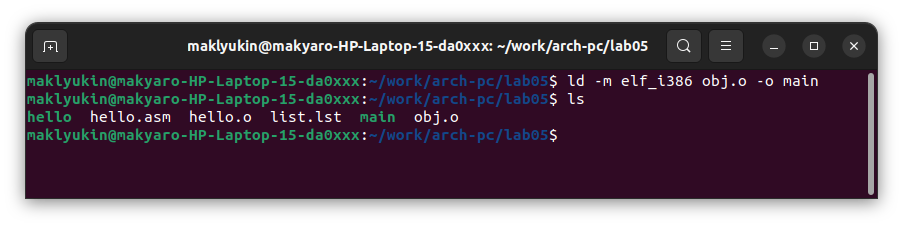 maklyukin@makyaro-HP-Laptop-15-da0xxx: ~/work/arch-pc/lab05
maklyukin@makyaro-HP-Laptop-15-da0xxx:~/work/arch-pc/lab05$ ld -m elf_i386 obj.o -o main
maklyukin@makyaro-HP-Laptop-15-da0xxx:~/work/arch-pc/lab05$ ls
hello  hello.asm  hello.o  list.lst  main  obj.o
maklyukin@makyaro-HP-Laptop-15-da0xxx:~/work/arch-pc/lab05$